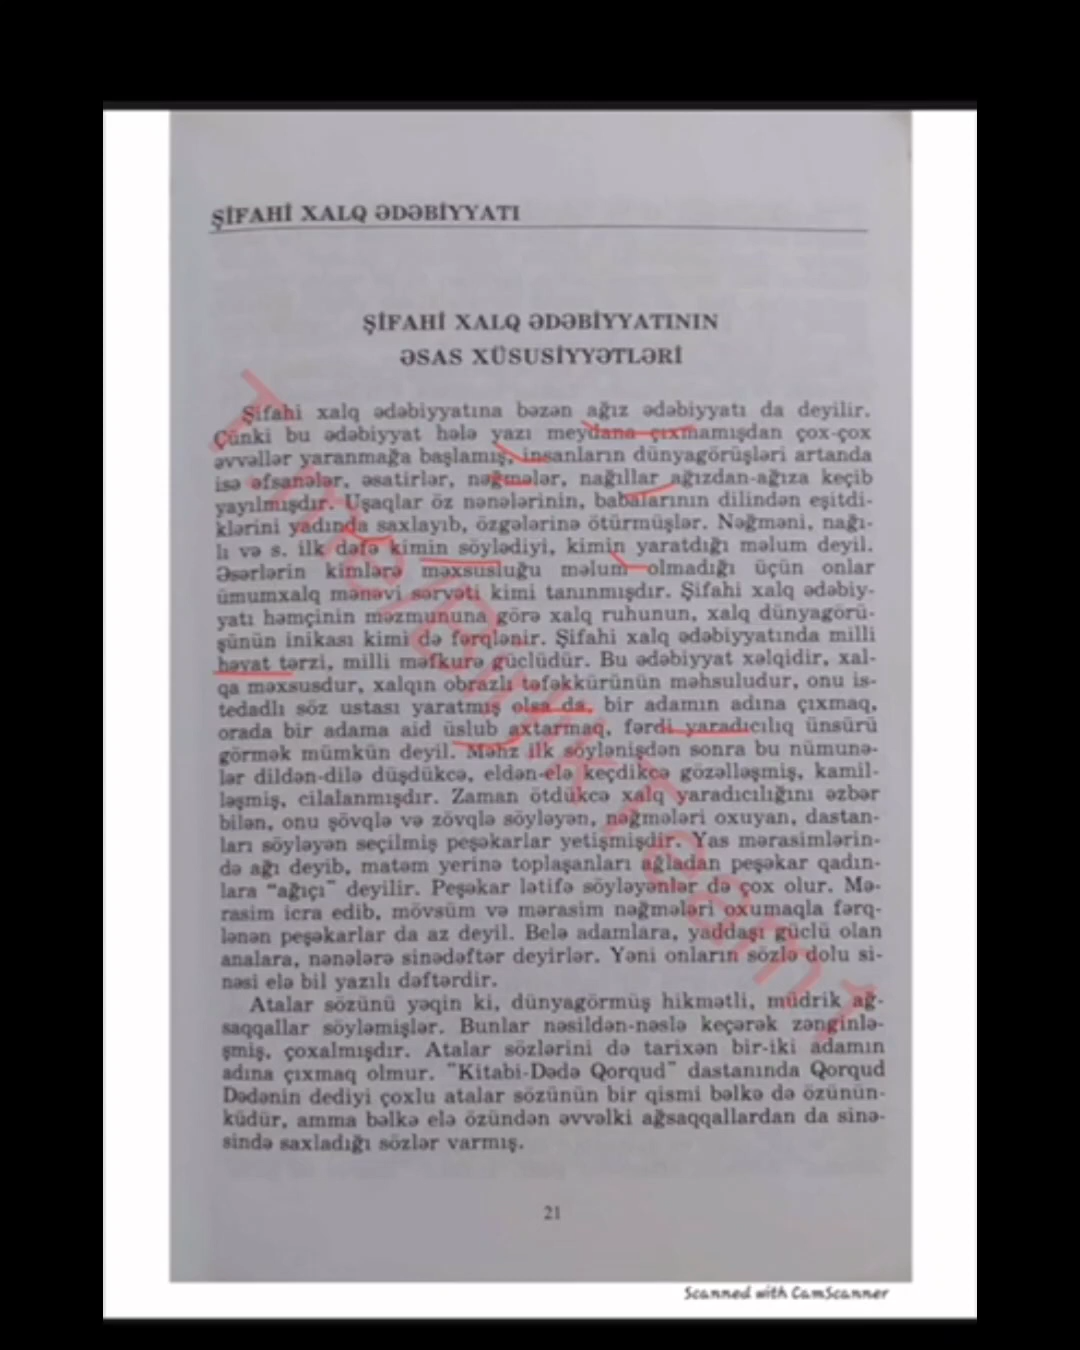 ŞİFAHİ XALQ ƏDƏBİYYATI
ŞİFAHİ XALQ ƏDƏBİYYATININ
ƏSAS XÜSUSİYYƏTLƏRİ
Şifahi xalq ədəbiyyatına bəzən ağız ədəbiyyatı da deyilir.
Çünki bu ədəbiyyat hələ yazı meydana çıxmamışdan çox-çox
əvvəllər yaranmağa başlamış, insanların dünyagörüşləri artanda
isə əfsanələr, əsatirlər, nəğmələr, nağıllar ağızdan-ağıza keçib
yayılmışdır. Uşaqlar öz nənələrinin, babalarının dilindən eşitdi-
klərini yadında saxlayıb, özgələrinə ötürmüşlər. Nəğməni, nağı-
lı və s. ilk dəfə kimin söylədiyi, kimin yaratdığı məlum deyil.
Əsərlərin kimlərə məxsusluğu məlum olmadığı üçün onlar
ümumxalq mənəvi sərvəti kimi tanınmışdır. Şifahi xalq ədəbiy-
yatı həmçinin məzmununa görə xalq ruhunun, xalq dünyagörü-
şünün inikası kimi də fərqlənir. Şifahi xalq ədəbiyyatında milli
həyat tərzi, milli məfkurə güclüdür. Bu ədəbiyyat xəlqidir, xal-
qa məxsusdur, xalqın obrazlı təfəkkürünün məhsuludur, onu is-
tedadlı söz ustası yaratmış olsa da, bir adamın adına çıxmaq,
orada bir adama aid üslub axtarmaq, fərdi yaradıcılıq ünsürü
görmək mümkün deyil. Məhz ilk söylənişdən sonra bu nümunə-
lər dildən-dilə düşdükcə, eldən-elə keçdikcə gözəlləşmiş, kamil-
ləşmiş, cilalanmışdır. Zaman ötdükcə xalq yaradıcılığını əzbər
bilən, onu şövqlə və zövqlə söyləyən, nəğmələri oxuyan, dastan-
ları söyləyən seçilmiş peşəkarlar yetişmişdir. Yas mərasimlərin-
də ağı deyib, matəm yerinə toplaşanları ağladan peşəkar qadın-
lara "ağıçı" deyilir. Peşəkar lətifə söyləyənlər də çox olur. Mə-
rasim icra edib, mövsüm və mərasim nəğmələri oxumaqla fərq-
lənən peşəkarlar da az deyil. Belə adamlara, yaddaşı güclü olan
analara, nənələrə sinədəftər deyirlər. Yəni onların sözlə dolu si-
nəsi elə bil yazılı dəftərdir.
Atalar sözünü yəqin ki, dünyagörmüş hikmətli, müdrik ağ-
saqqallar söyləmişlər. Bunlar nəsildən-nəslə keçərək zənginlə-
şmiş, çoxalmışdır. Atalar sözlərini də tarixən bir-iki adamın
adına çıxmaq olmur. "Kitabi-Dədə Qorqud" dastanında Qorqud
Dədənin dediyi çoxlu atalar sözünün bir qismi bəlkə də özünün-
küdür, amma bəlkə elə özündən əvvəlki ağsaqqallardan da sinə-
sində saxladığı sözlər varmış.
21
Scanned with CamScanner